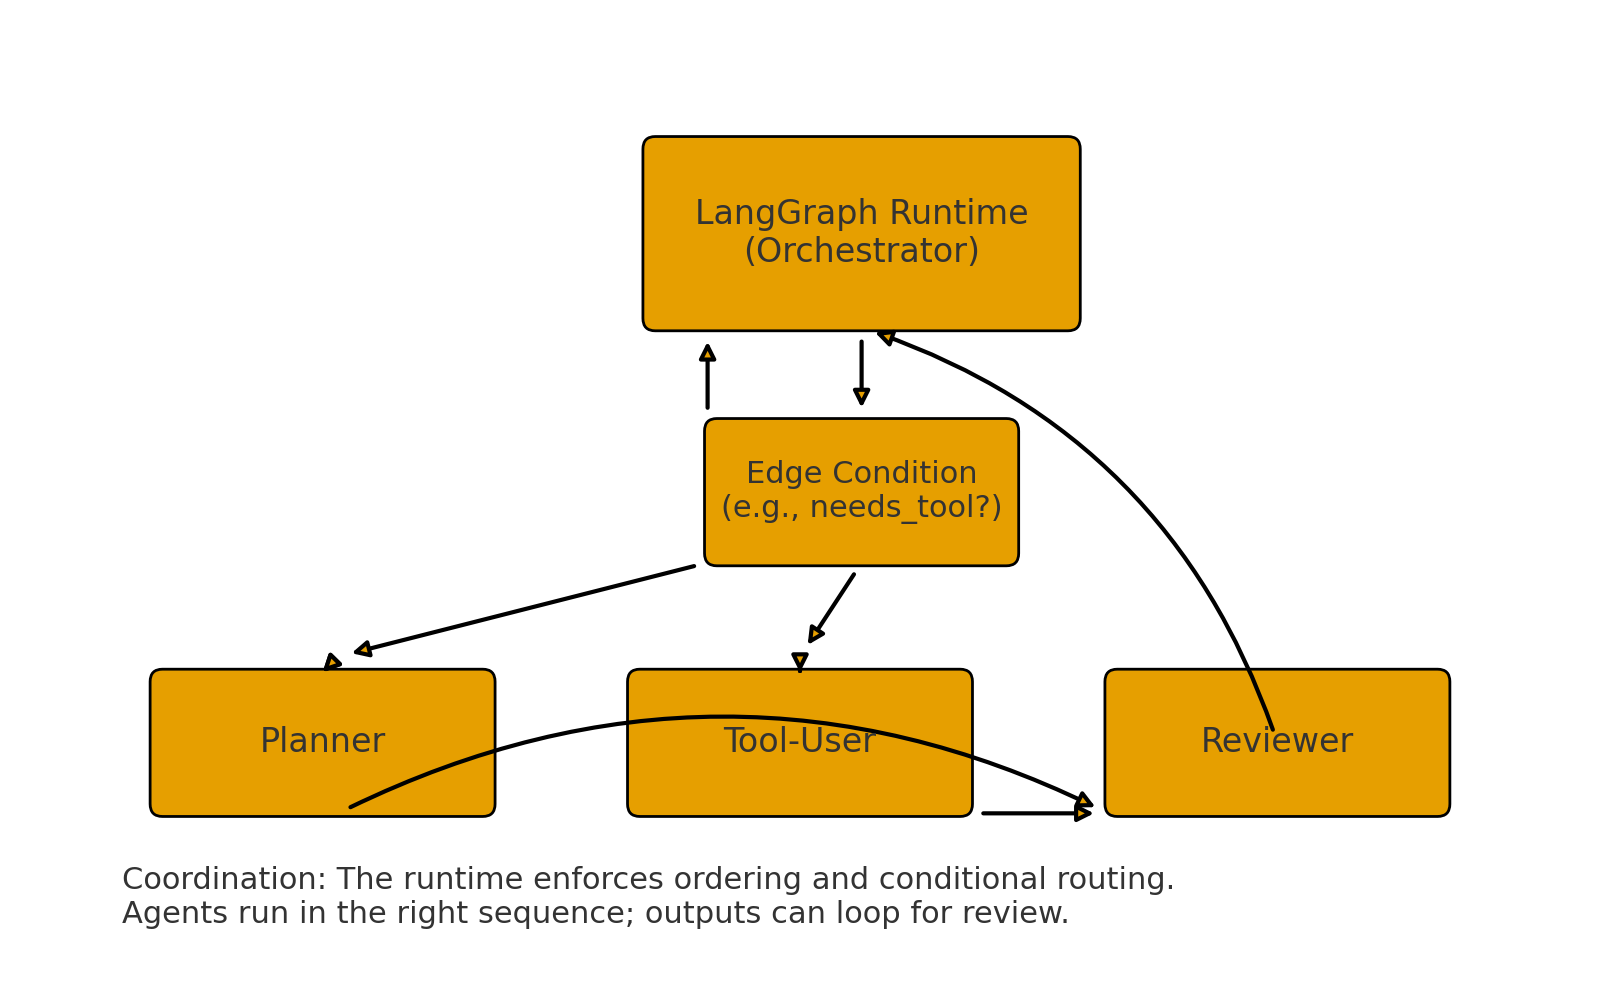 LangGraph Runtime
(Orchestrator)
Edge Condition
(e.g., needs_tool?)
Planner
Tool-User
Reviewer
Coordination: The runtime enforces ordering and conditional routing.
Agents run in the right sequence; outputs can loop for review.